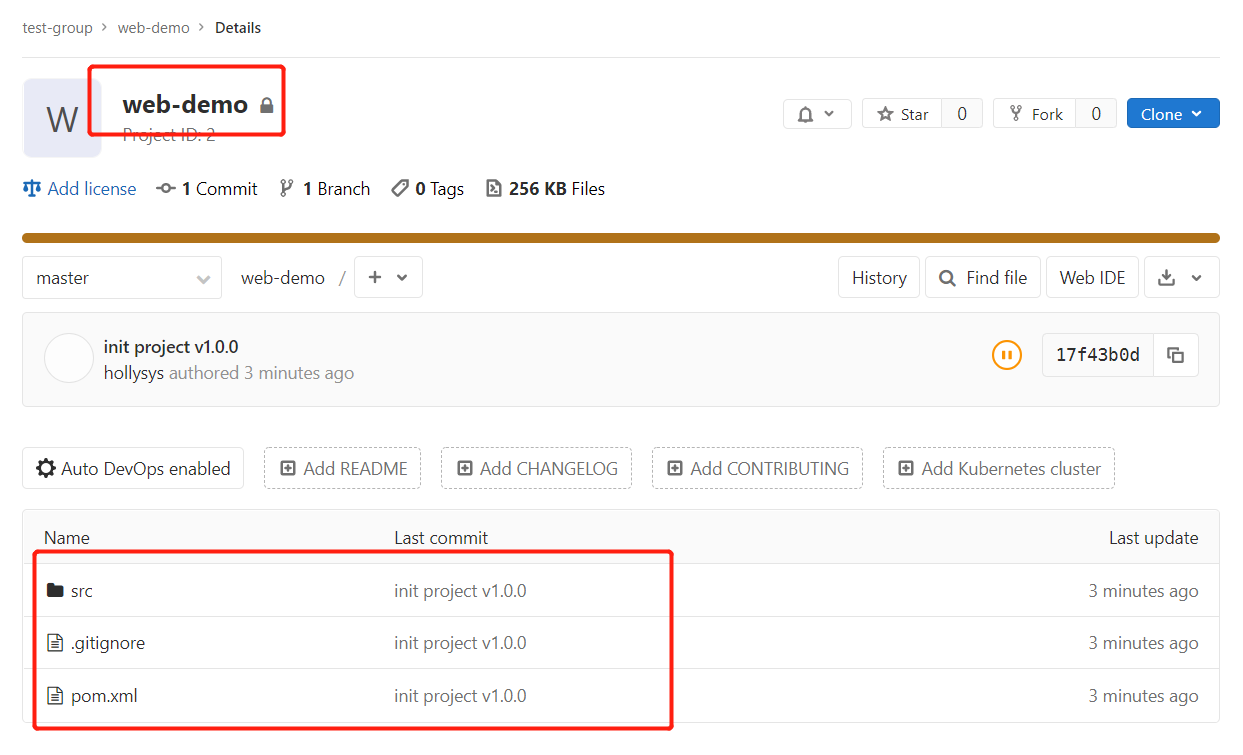 test-group › web-demo › Details
W
web-demo
Project ID: 2
Star 0 Fork 0 Clone
Add license 1 Commit 1 Branch 0 Tags 256 KB Files
master web-demo / + History Find file Web IDE
init project v1.0.0
hollysys authored 3 minutes ago
17f43b0d
Auto DevOps enabled Add README Add CHANGELOG Add CONTRIBUTING Add Kubernetes cluster
Name Last commit Last update
src init project v1.0.0 3 minutes ago
.gitignore init project v1.0.0 3 minutes ago
pom.xml init project v1.0.0 3 minutes ago